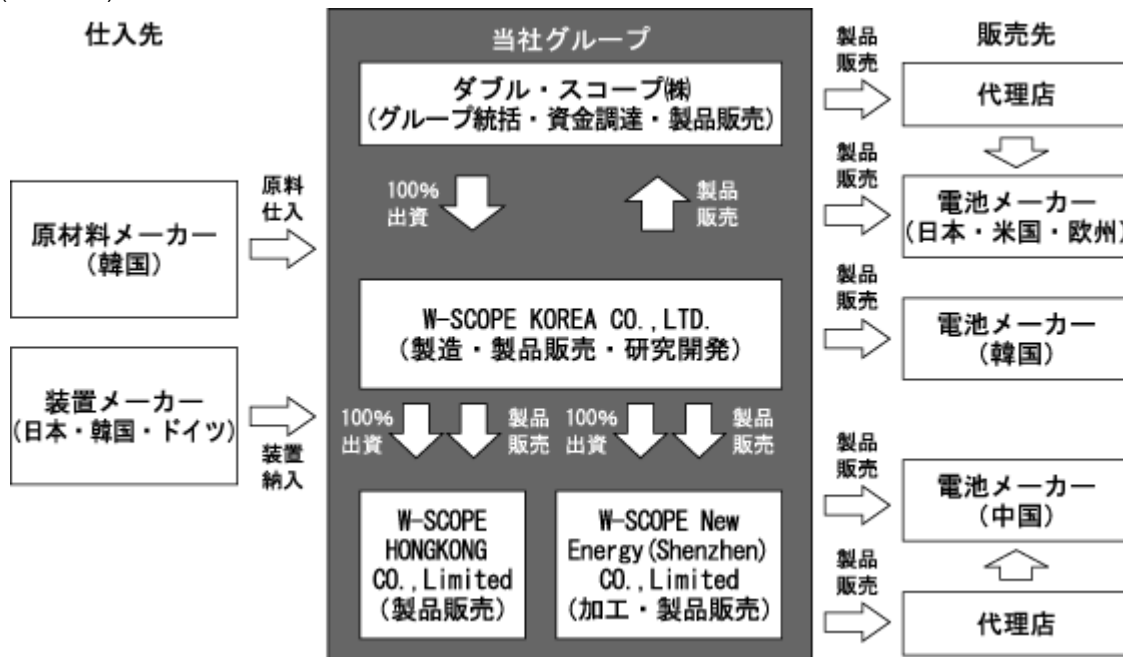 仕入先
当社グループ
販売先
ダブル・スコープ㈱
(グループ統括・資金調達・製品販売)
製品
販売
代理店
100%
出資
製品
販売
原料
仕入
原材料メーカー
(韓国)
製品
販売
電池メーカー
(日本・米国・欧州)
W-SCOPE KOREA CO.,LTD.
(製造・製品販売・研究開発)
製品
販売
電池メーカー
(韓国)
装置メーカー
(日本・韓国・ドイツ)
装置
納入
100%
出資
製品
販売
100%
出資
製品
販売
W-SCOPE
HONGKONG
CO.,Limited
(製品販売)
W-SCOPE New
Energy(Shenzhen)
CO.,Limited
(加工・製品販売)
製品
販売
電池メーカー
(中国)
製品
販売
代理店